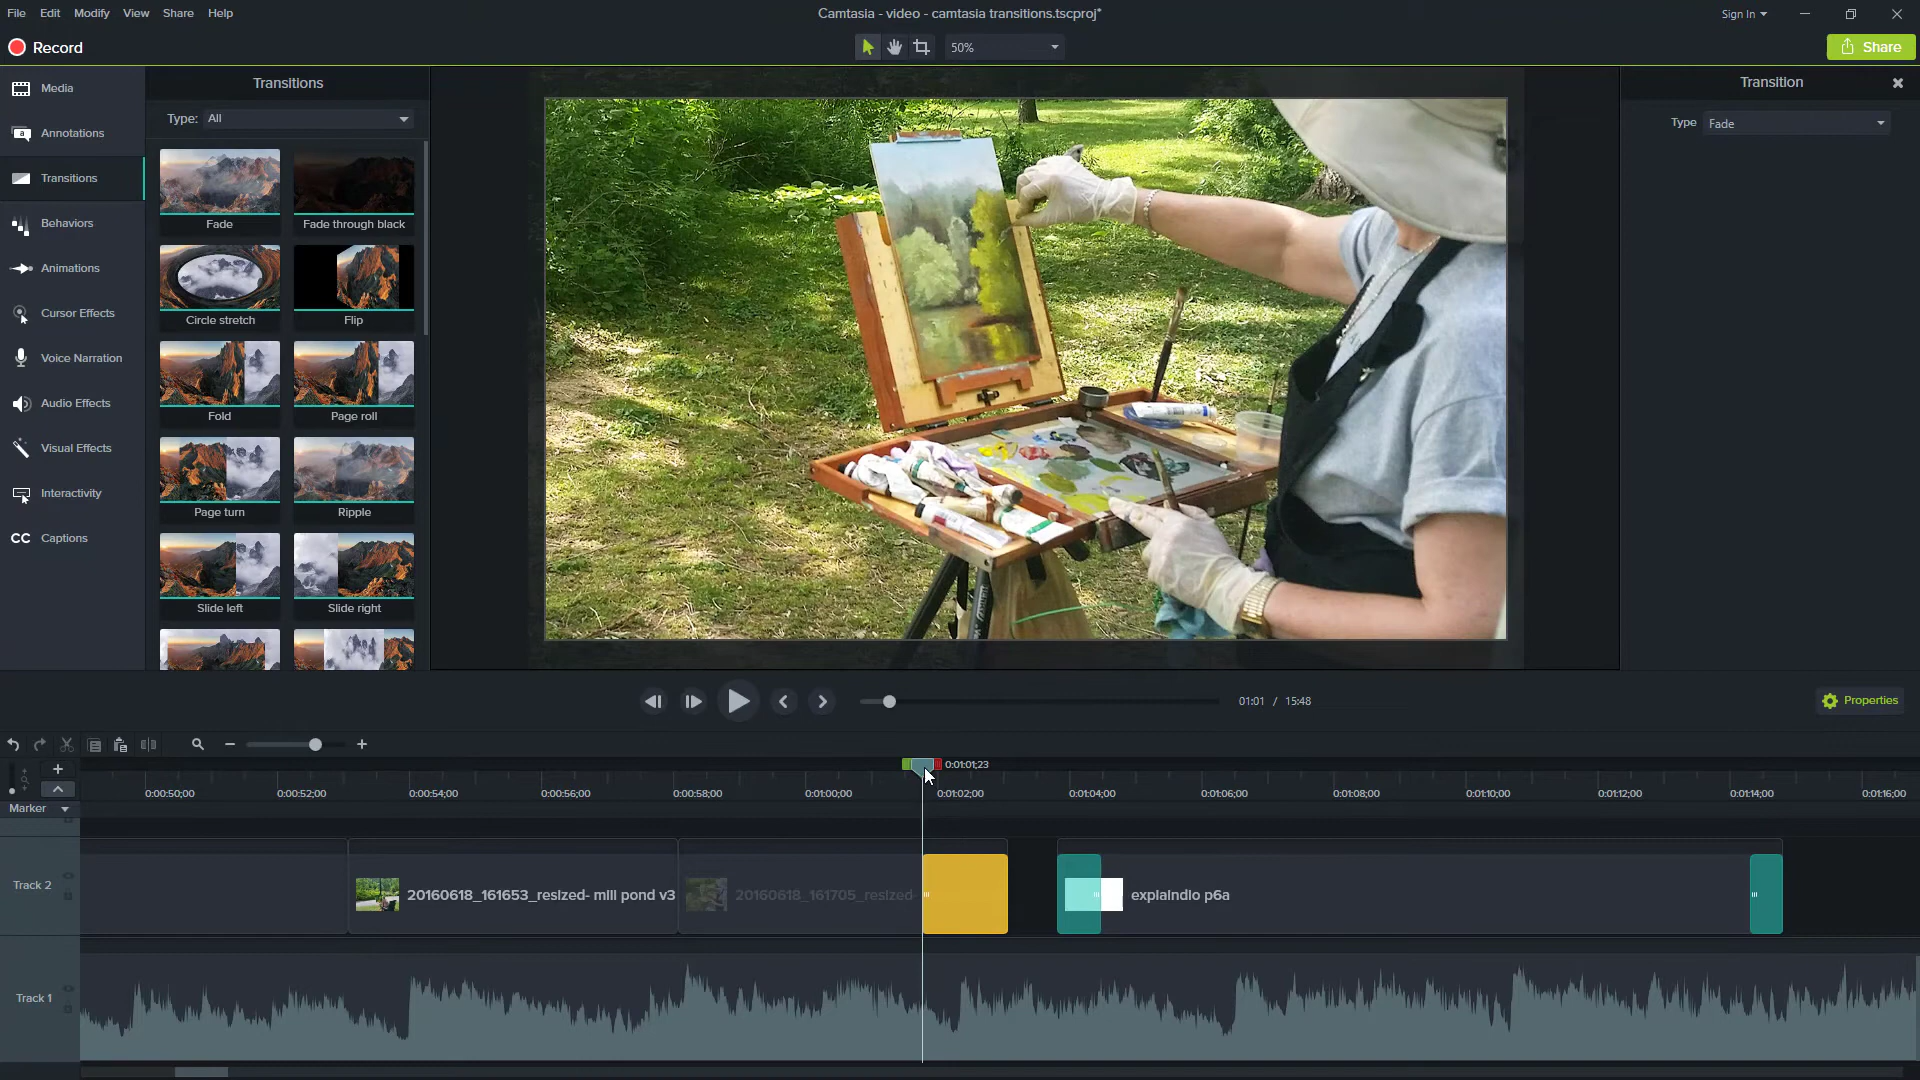 File Edit Modify View Share Help
Camtasia - video - camtasia transitions.tscproj*
Sign In
Record
50%
Share
Media
Annotations
Transitions
Behaviors
Animations
Cursor Effects
Voice Narration
Audio Effects
Visual Effects
Interactivity
CC Captions
Transitions
Type: All
Fade Fade through black
Circle stretch Flip
Fold Page roll
Page turn Ripple
Slide left Slide right
Transition
Type Fade
01:01 / 15:48
Properties
0:01:01;23
0:00:50;00 0:00:52;00 0:00:54;00 0:00:56;00 0:00:58;00 0:01:00;00 0:01:02;00 0:01:04;00 0:01:06;00 0:01:08;00 0:01:10;00 0:01:12;00 0:01:14;00 0:01:16;00
Marker
Track 2
20160618_161653_resized- mill pond v3
20160618_161705_resized-
explaindio p6a
Track 1